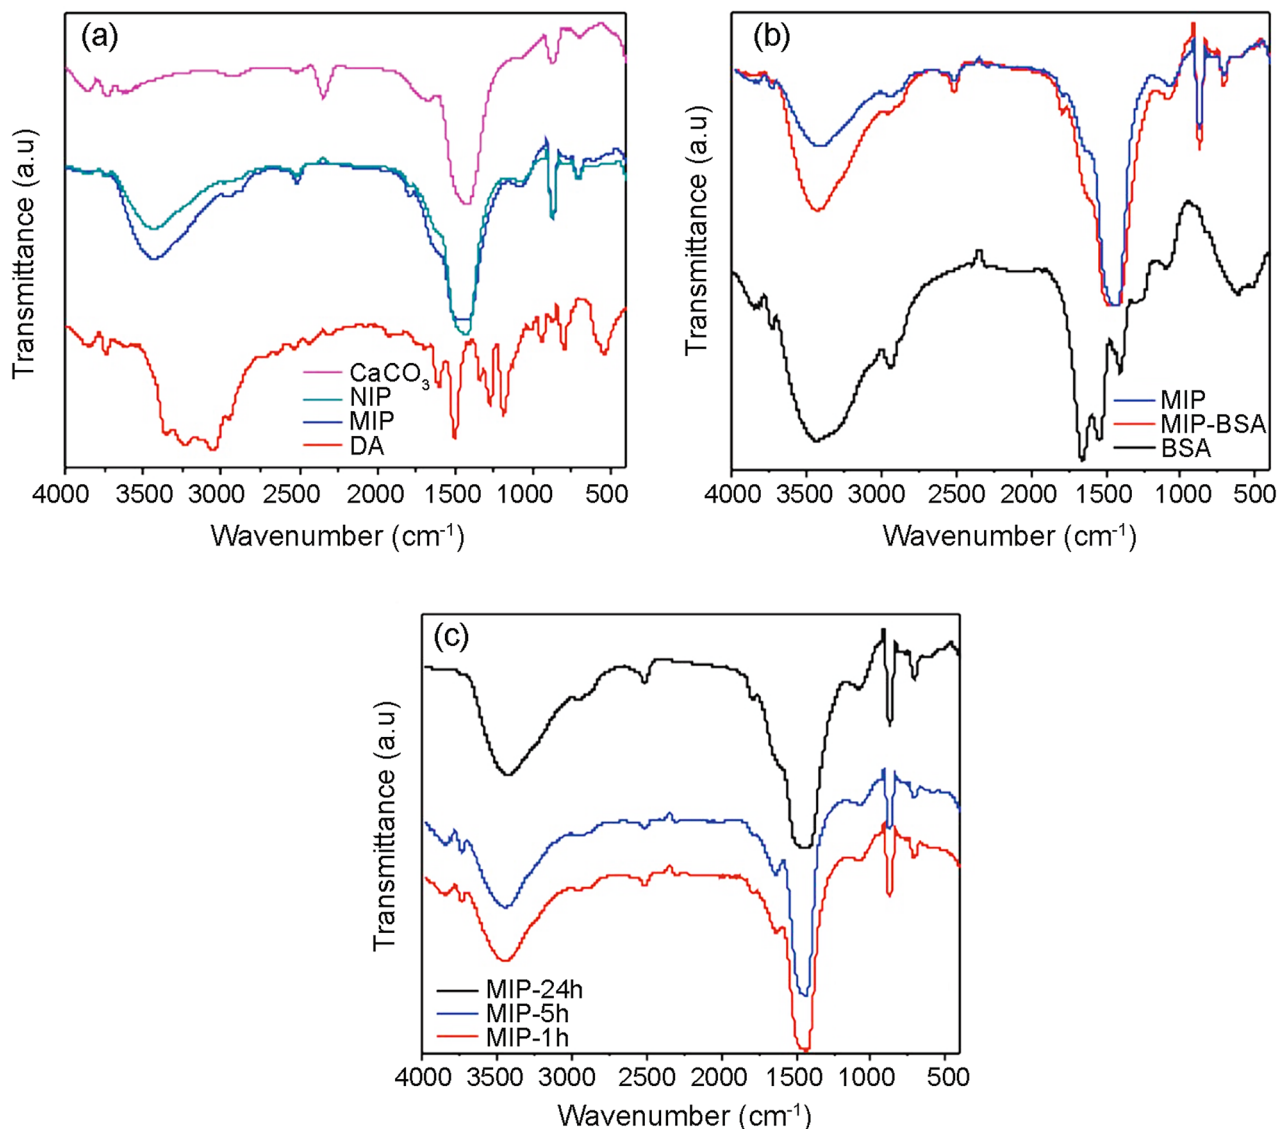 (a)
Transmittance (a.u)
CaCO₃
NIP
MIP
DA
4000 3500 3000 2500 2000 1500 1000 500
Wavenumber (cm⁻¹)
(b)
Transmittance (a.u)
MIP
MIP-BSA
BSA
4000 3500 3000 2500 2000 1500 1000 500
Wavenumber (cm⁻¹)
(c)
Transmittance (a.u)
MIP-24h
MIP-5h
MIP-1h
4000 3500 3000 2500 2000 1500 1000 500
Wavenumber (cm⁻¹)